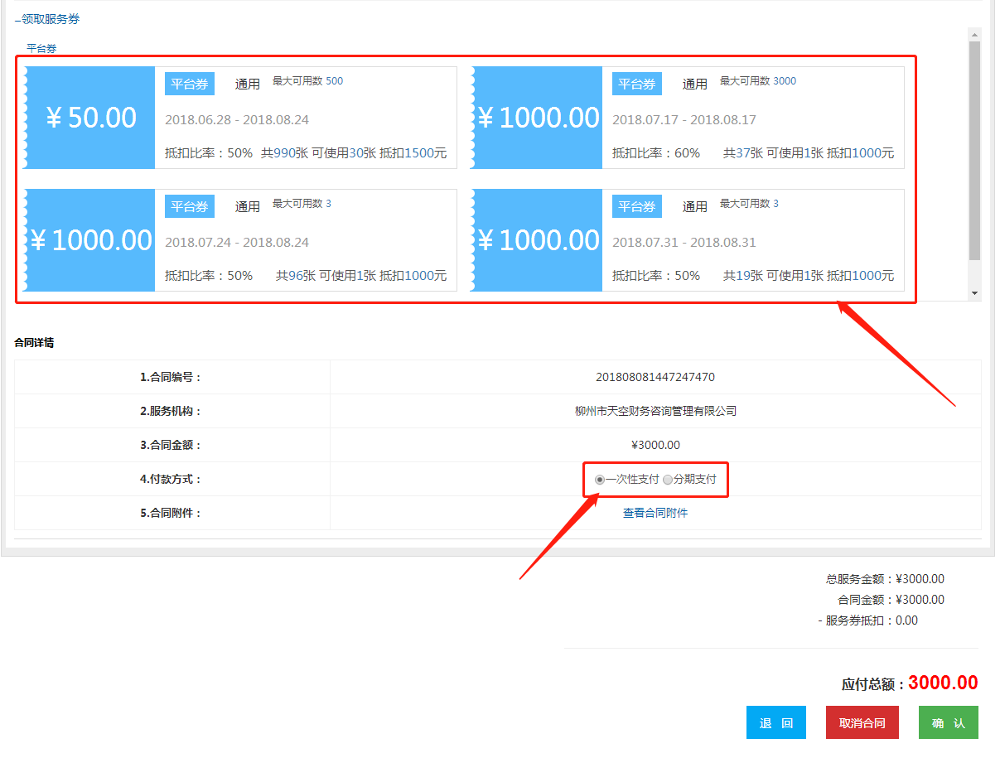 –领取服务券
平台券
¥ 50.00
平台券 通用 最大可用数 500
2018.06.28 - 2018.08.24
抵扣比率：50% 共990张 可使用30张 抵扣1500元
¥ 1000.00
平台券 通用 最大可用数 3000
2018.07.17 - 2018.08.17
抵扣比率：60% 共37张 可使用1张 抵扣1000元
¥ 1000.00
平台券 通用 最大可用数 3
2018.07.24 - 2018.08.24
抵扣比率：50% 共96张 可使用1张 抵扣1000元
¥ 1000.00
平台券 通用 最大可用数 3
2018.07.31 - 2018.08.31
抵扣比率：50% 共19张 可使用1张 抵扣1000元
合同详情
1.合同编号： 201808081447247470
2.服务机构： 柳州市天空财务咨询管理有限公司
3.合同金额： ¥3000.00
4.付款方式： 一次性支付 分期支付
5.合同附件： 查看合同附件
总服务金额：¥3000.00
合同金额：¥3000.00
- 服务券抵扣：0.00
应付总额：3000.00
退 回 取消合同 确 认